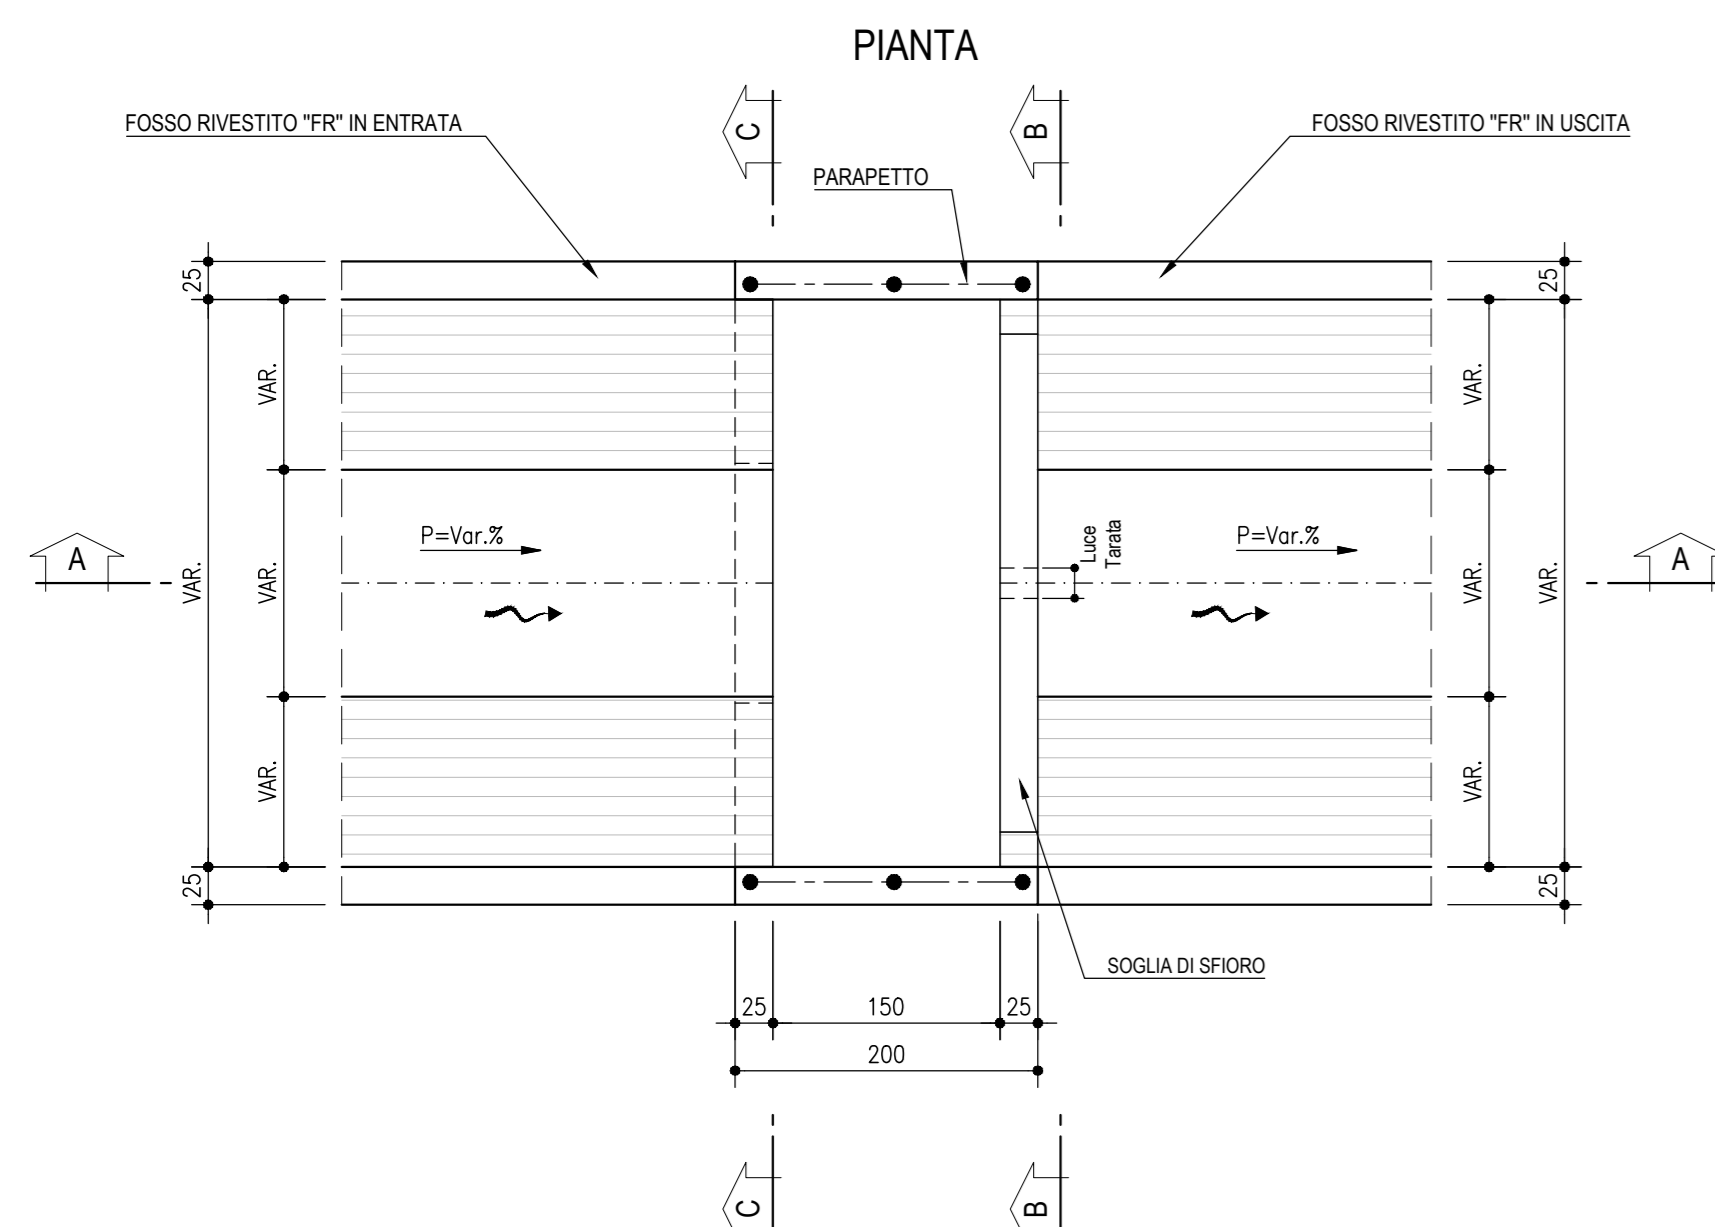 PIANTA
C
B
FOSSO RIVESTITO "FR" IN ENTRATA
FOSSO RIVESTITO "FR" IN USCITA
PARAPETTO
25
25
VAR.
VAR.
P=Var.%
Luce
Tarata
P=Var.%
A
A
VAR.
VAR.
VAR.
VAR.
VAR.
VAR.
25
25
SOGLIA DI SFIORO
25
150
25
200
C
B